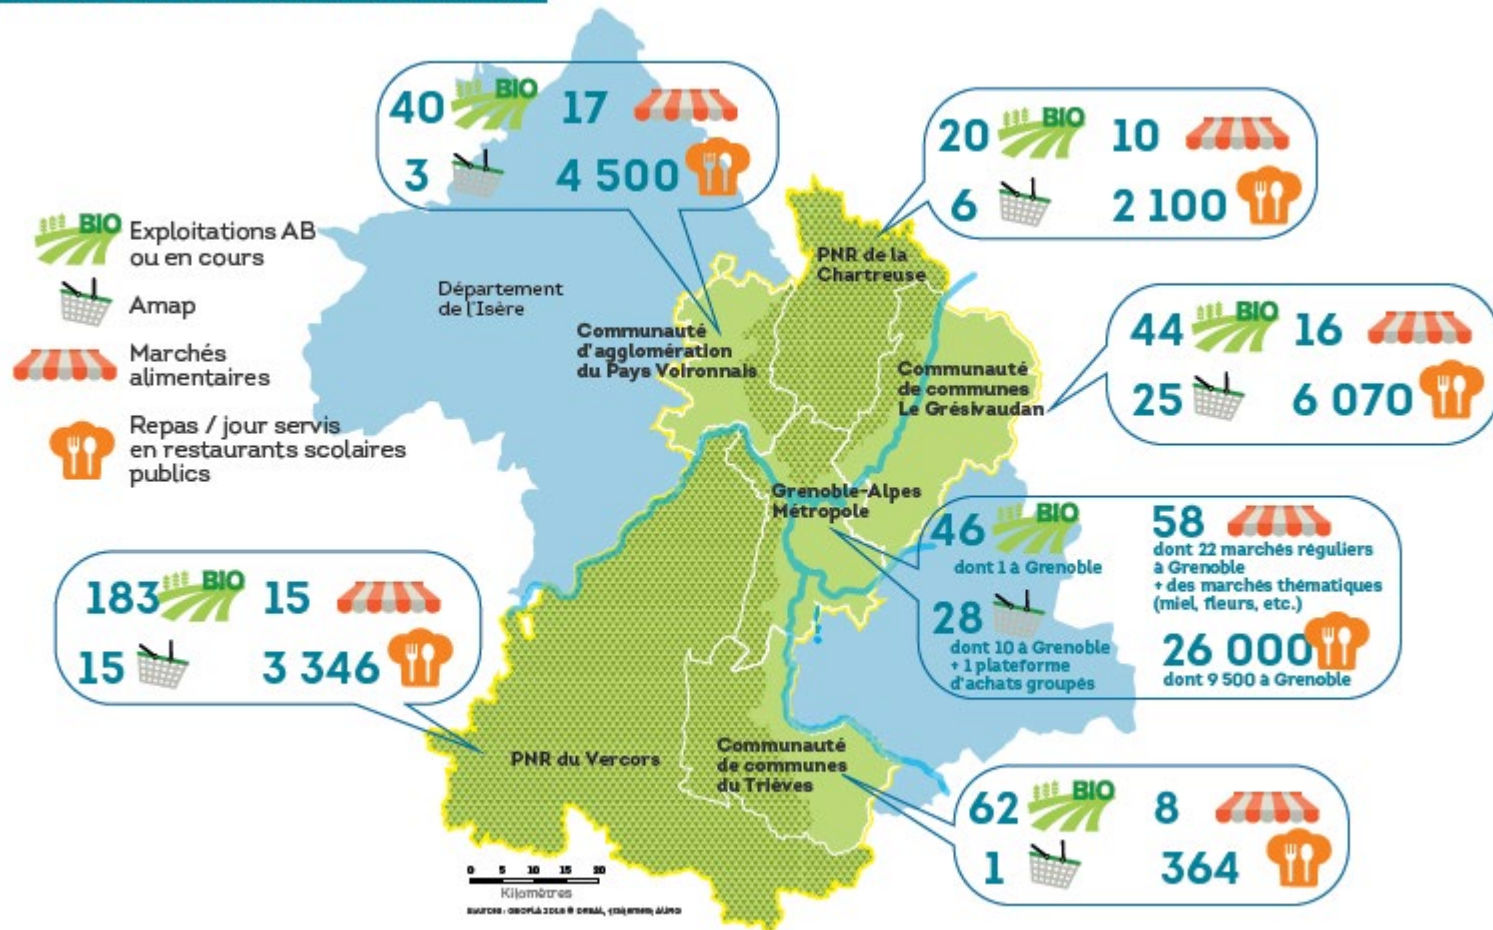 40 BIO 17
3 4 500
20 BIO 10
6 2 100
BIO Exploitations AB
ou en cours
Amap
Marchés
alimentaires
Repas / jour servis
en restaurants scolaires
publics
Département
de l'Isère
PNR de la
Chartreuse
Communauté
d'agglomération
du Pays Voironnais
Communauté
de communes
Le Grésivaudan
44 BIO 16
25 6 070
Grenoble-Alpes
Métropole
46 BIO
dont 1 à Grenoble
58
dont 22 marchés réguliers
à Grenoble
+ des marchés thématiques
(miel, fleurs, etc.)
28
dont 10 à Grenoble
+ 1 plateforme
d'achats groupés
26 000
dont 9 500 à Grenoble
183 BIO 15
15 3 346
PNR du Vercors
Communauté
de communes
du Trièves
62 BIO 8
1 364
0 5 10 15 20
Kilomètres